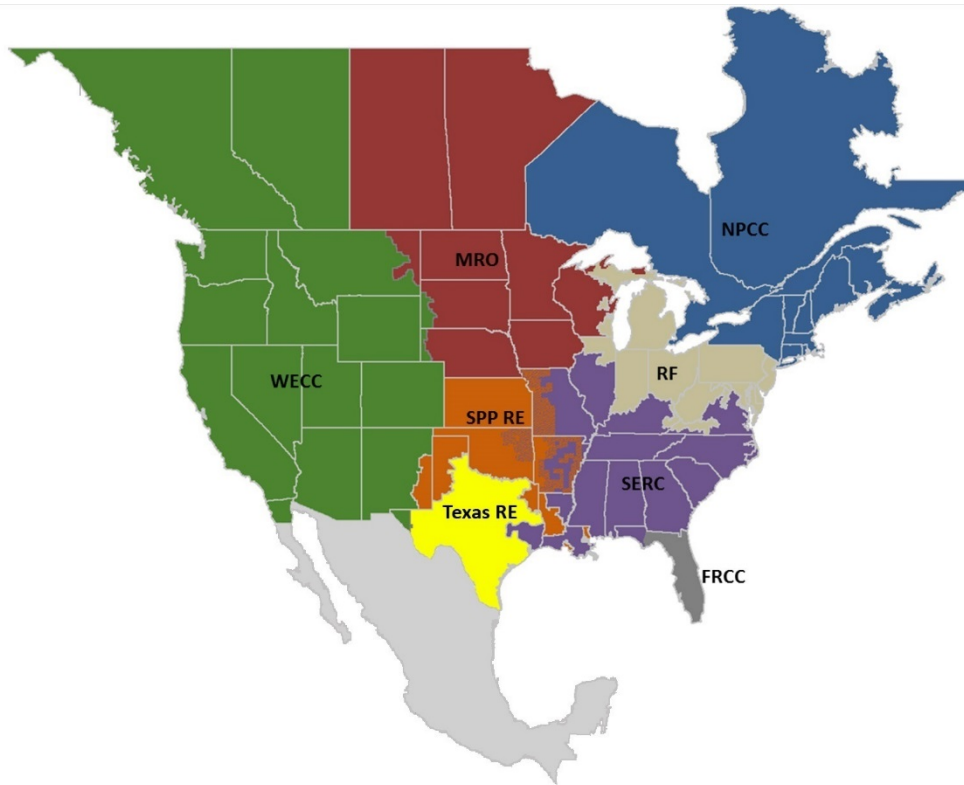 NPCC
MRO
RF
WECC
SPP RE
SERC
Texas RE
FRCC